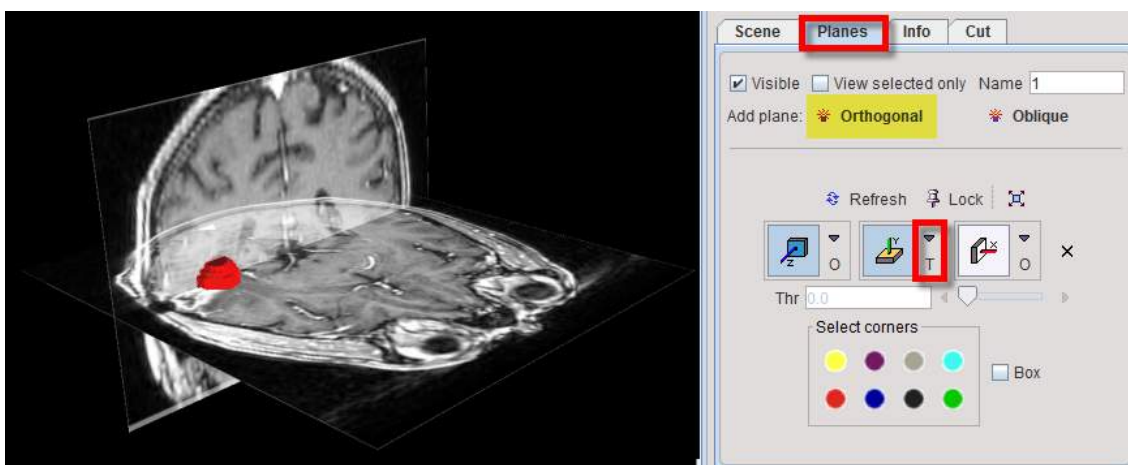 Scene Planes Info Cut
Visible View selected only Name 1
Add plane: Orthogonal Oblique
Refresh Lock
Z O Y T X O
Thr 0.0
Select corners
Box